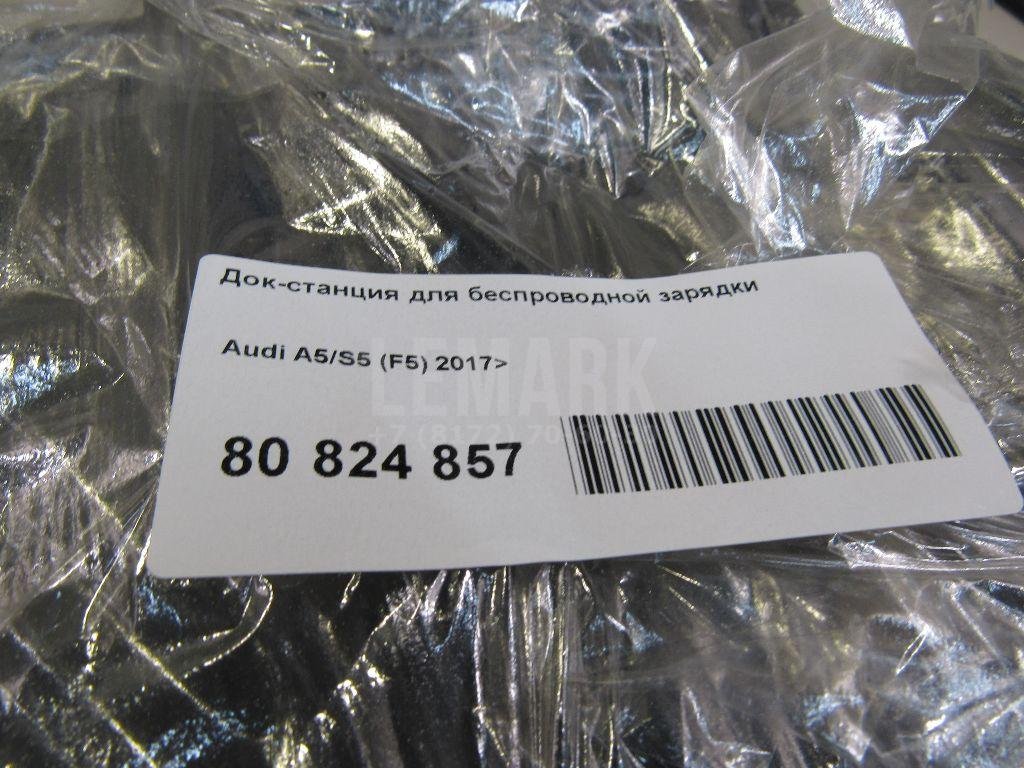 Док-станция для беспроводной зарядки
Audi A5/S5 (F5) 2017>
LEMARK
80 824 857